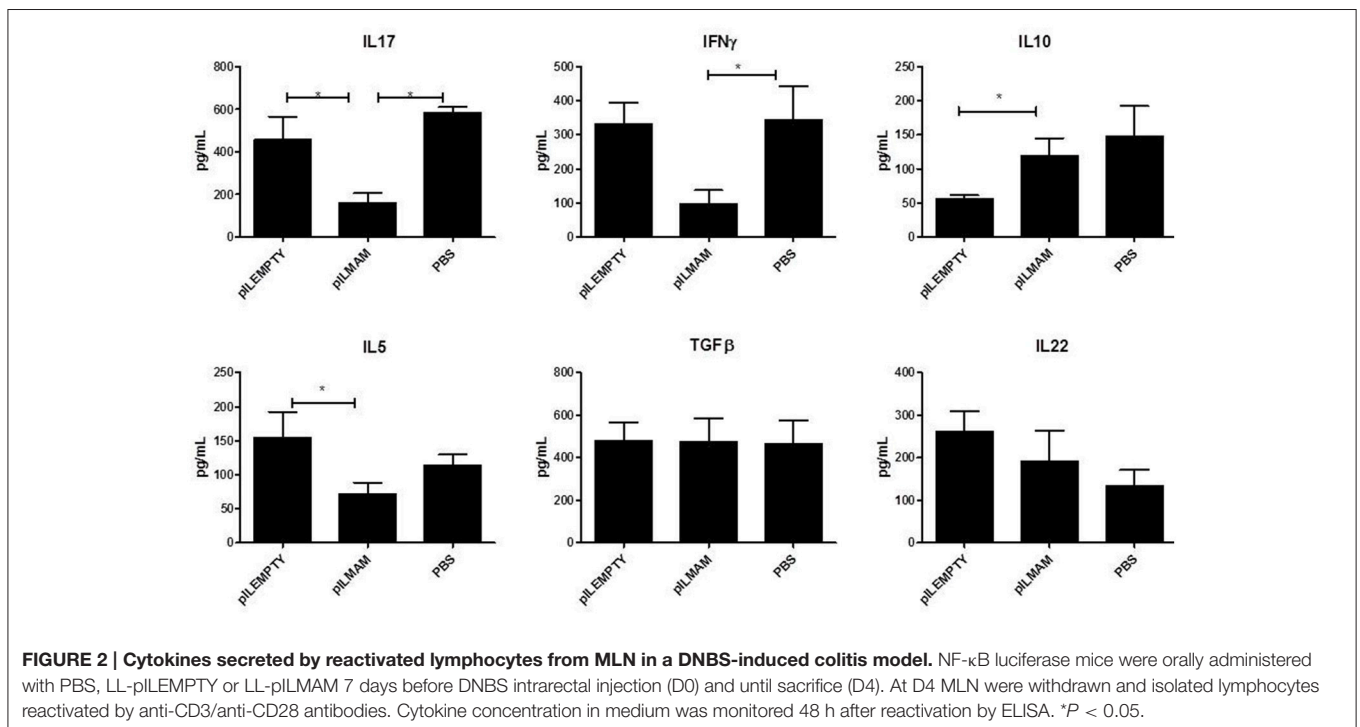 IL17
800
600
400
200
0
pg/mL
*
*
pILEMPTY
pILMAM
PBS
IFNγ
500
400
300
200
100
0
pg/mL
*
pILEMPTY
pILMAM
PBS
IL10
250
200
150
100
50
0
pg/mL
*
pILEMPTY
pILMAM
PBS
IL5
250
200
150
100
50
0
pg/mL
*
pILEMPTY
pILMAM
PBS
TGFβ
800
600
400
200
0
pg/mL
pILEMPTY
pILMAM
PBS
IL22
400
300
200
100
0
pg/mL
pILEMPTY
pILMAM
PBS
FIGURE 2 | Cytokines secreted by reactivated lymphocytes from MLN in a DNBS-induced colitis model. NF-κB luciferase mice were orally administered
with PBS, LL-pILEMPTY or LL-pILMAM 7 days before DNBS intrarectal injection (D0) and until sacrifice (D4). At D4 MLN were withdrawn and isolated lymphocytes
reactivated by anti-CD3/anti-CD28 antibodies. Cytokine concentration in medium was monitored 48 h after reactivation by ELISA. *P < 0.05.